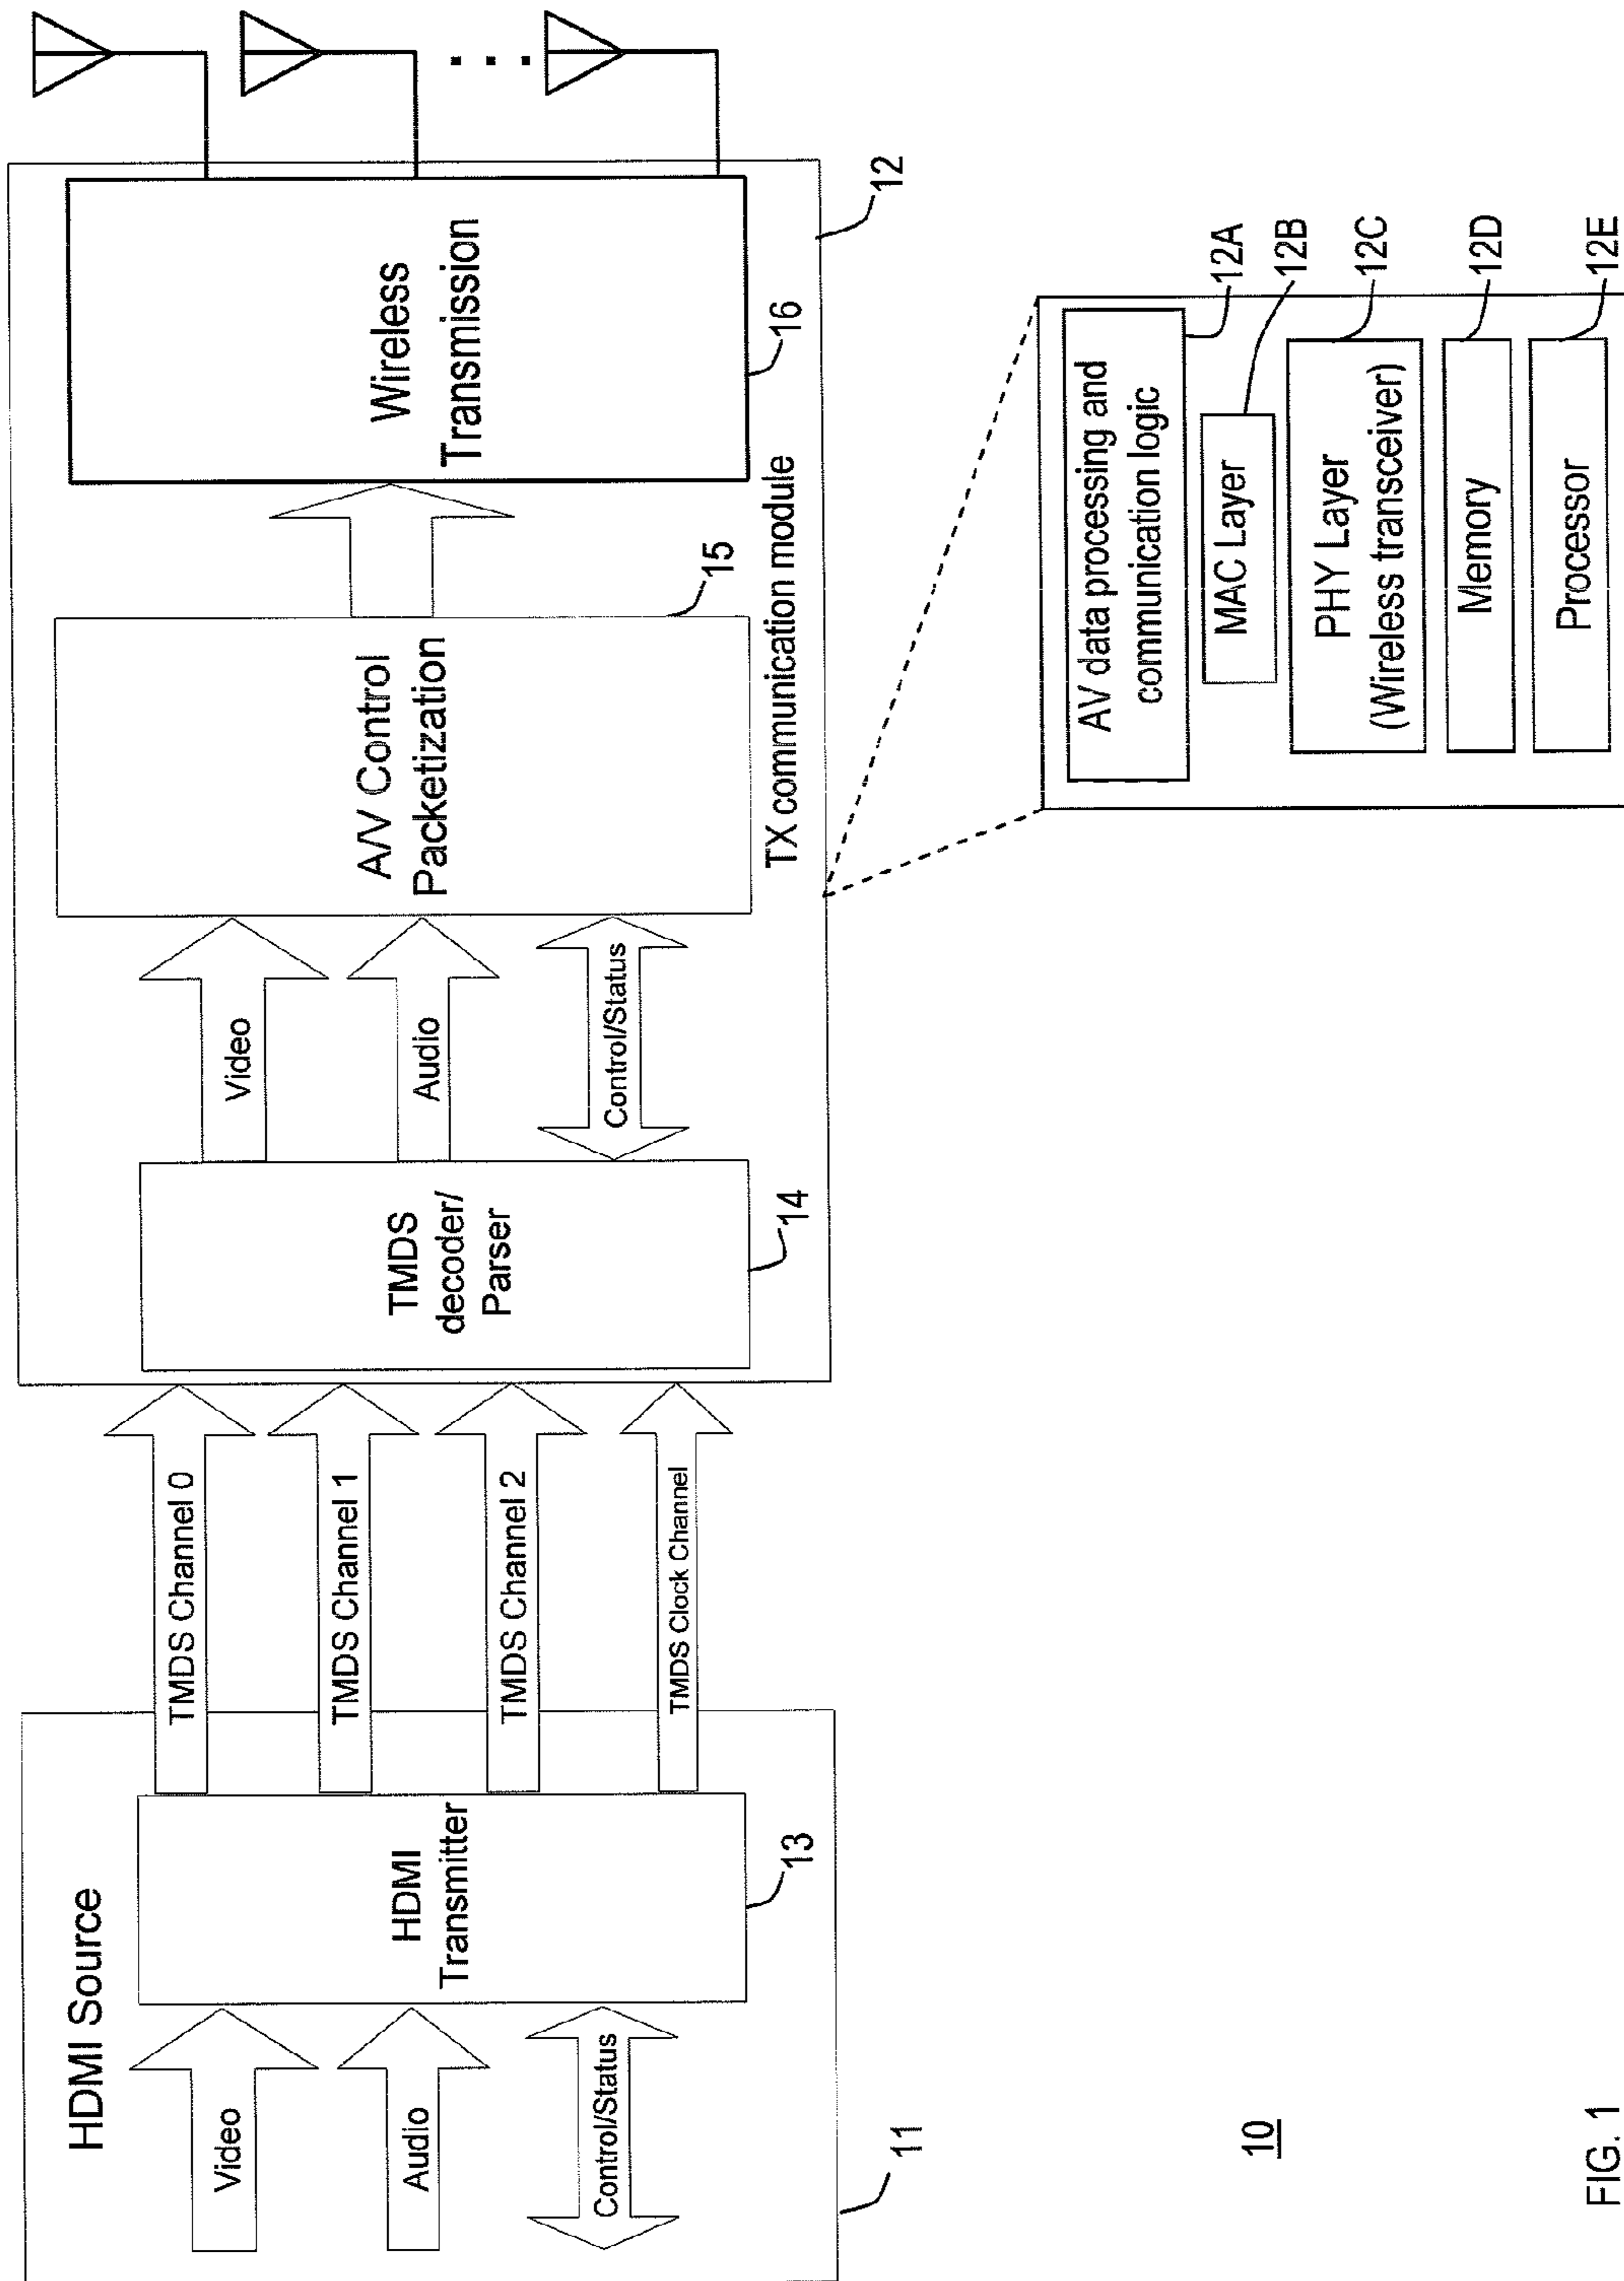 HDMI Source
Video
Audio
Control/Status
HDMI
Transmitter
13
11
TMDS Channel 0
TMDS Channel 1
TMDS Channel 2
TMDS Clock Channel
TMDS
decoder/
Parser
14
Video
Audio
Control/Status
A/V Control
Packetization
15
TX communication module
Wireless
Transmission
16
12
AV data processing and
communication logic
12A
MAC Layer
12B
PHY Layer
(Wireless transceiver)
12C
Memory
12D
Processor
12E
10
FIG. 1